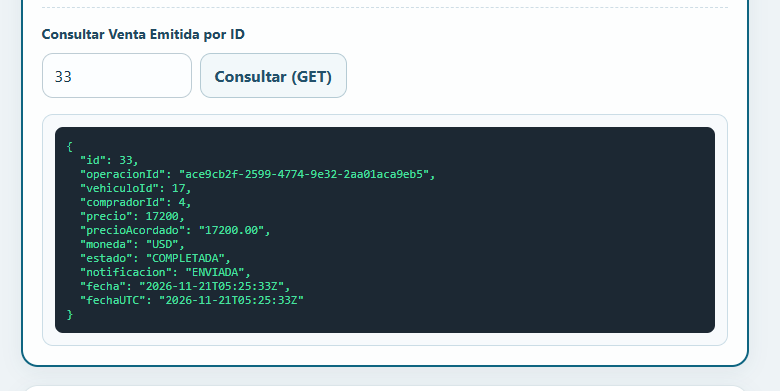 Consultar Venta Emitida por ID
33
Consultar (GET)
{
"id": 33,
"operacionId": "ace9cb2f-2599-4774-9e32-2aa01aca9eb5",
"vehiculoId": 17,
"compradorId": 4,
"precio": 17200,
"precioAcordado": "17200.00",
"moneda": "USD",
"estado": "COMPLETADA",
"notificacion": "ENVIADA",
"fecha": "2026-11-21T05:25:33Z",
"fechaUTC": "2026-11-21T05:25:33Z"
}